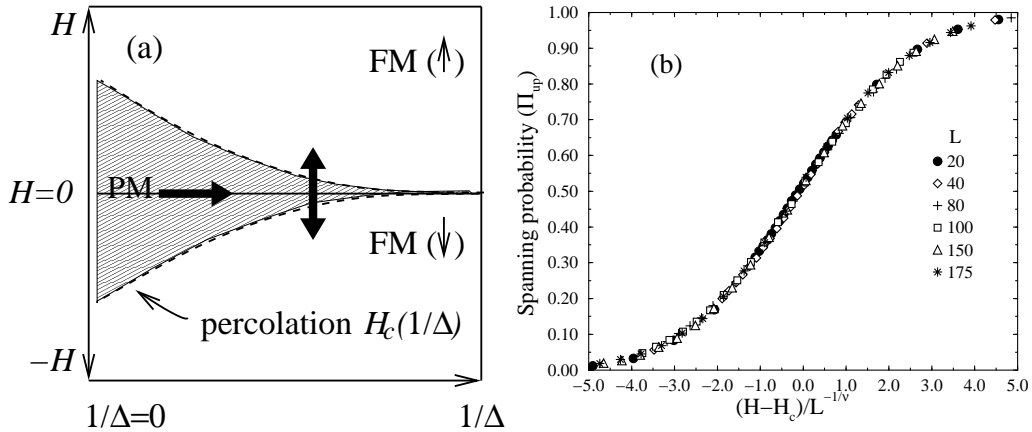 H
(a)
FM (↑)
H=0
PM
FM (↓)
percolation H_c(1/Δ)
−H
1/Δ=0
1/Δ
(b)
Spanning probability (Π_up)
1.00
0.90
0.80
0.70
0.60
0.50
0.40
0.30
0.20
0.10
0.00
L
20
40
80
100
150
175
−5.0 −4.0 −3.0 −2.0 −1.0 0.0 1.0 2.0 3.0 4.0 5.0
(H−H_c)/L^{−1/ν}